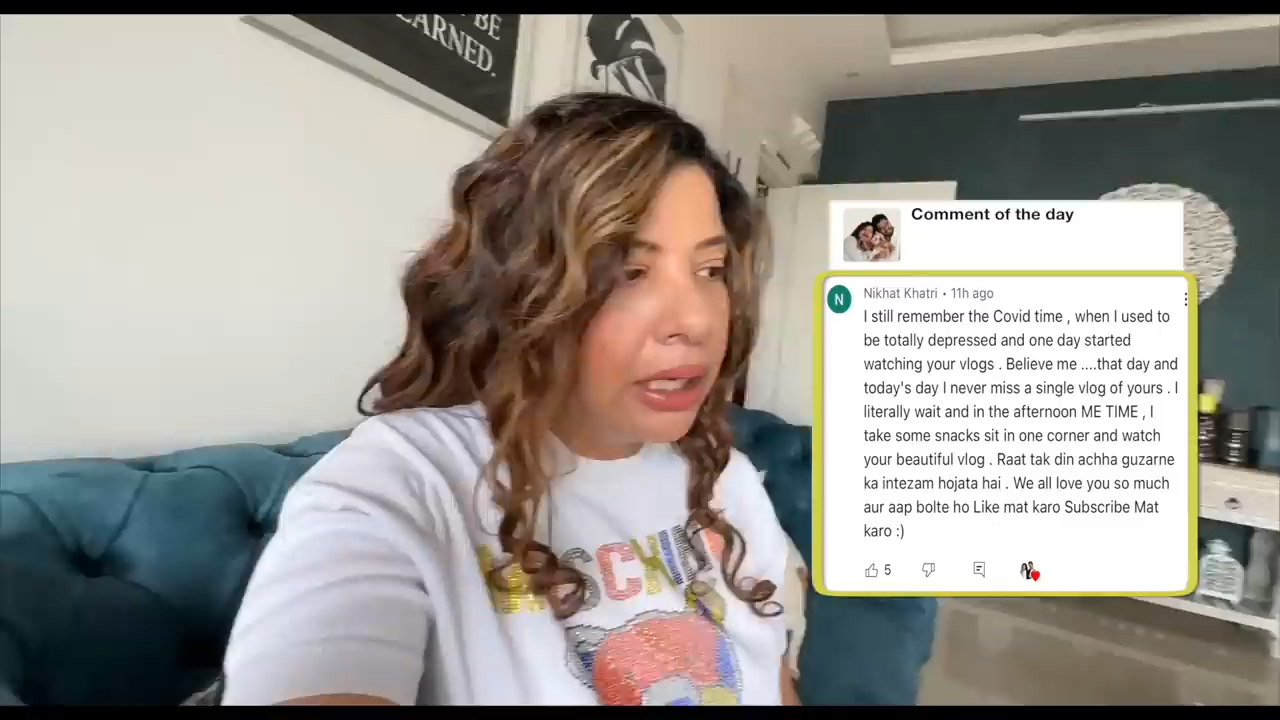 BE
EARNED.
Comment of the day
N
Nikhat Khatri • 11h ago
I still remember the Covid time , when I used to
be totally depressed and one day started
watching your vlogs . Believe me ....that day and
today's day I never miss a single vlog of yours . I
literally wait and in the afternoon ME TIME , I
take some snacks sit in one corner and watch
your beautiful vlog . Raat tak din achha guzarne
ka intezam hojata hai . We all love you so much
aur aap bolte ho Like mat karo Subscribe Mat
karo :)
5